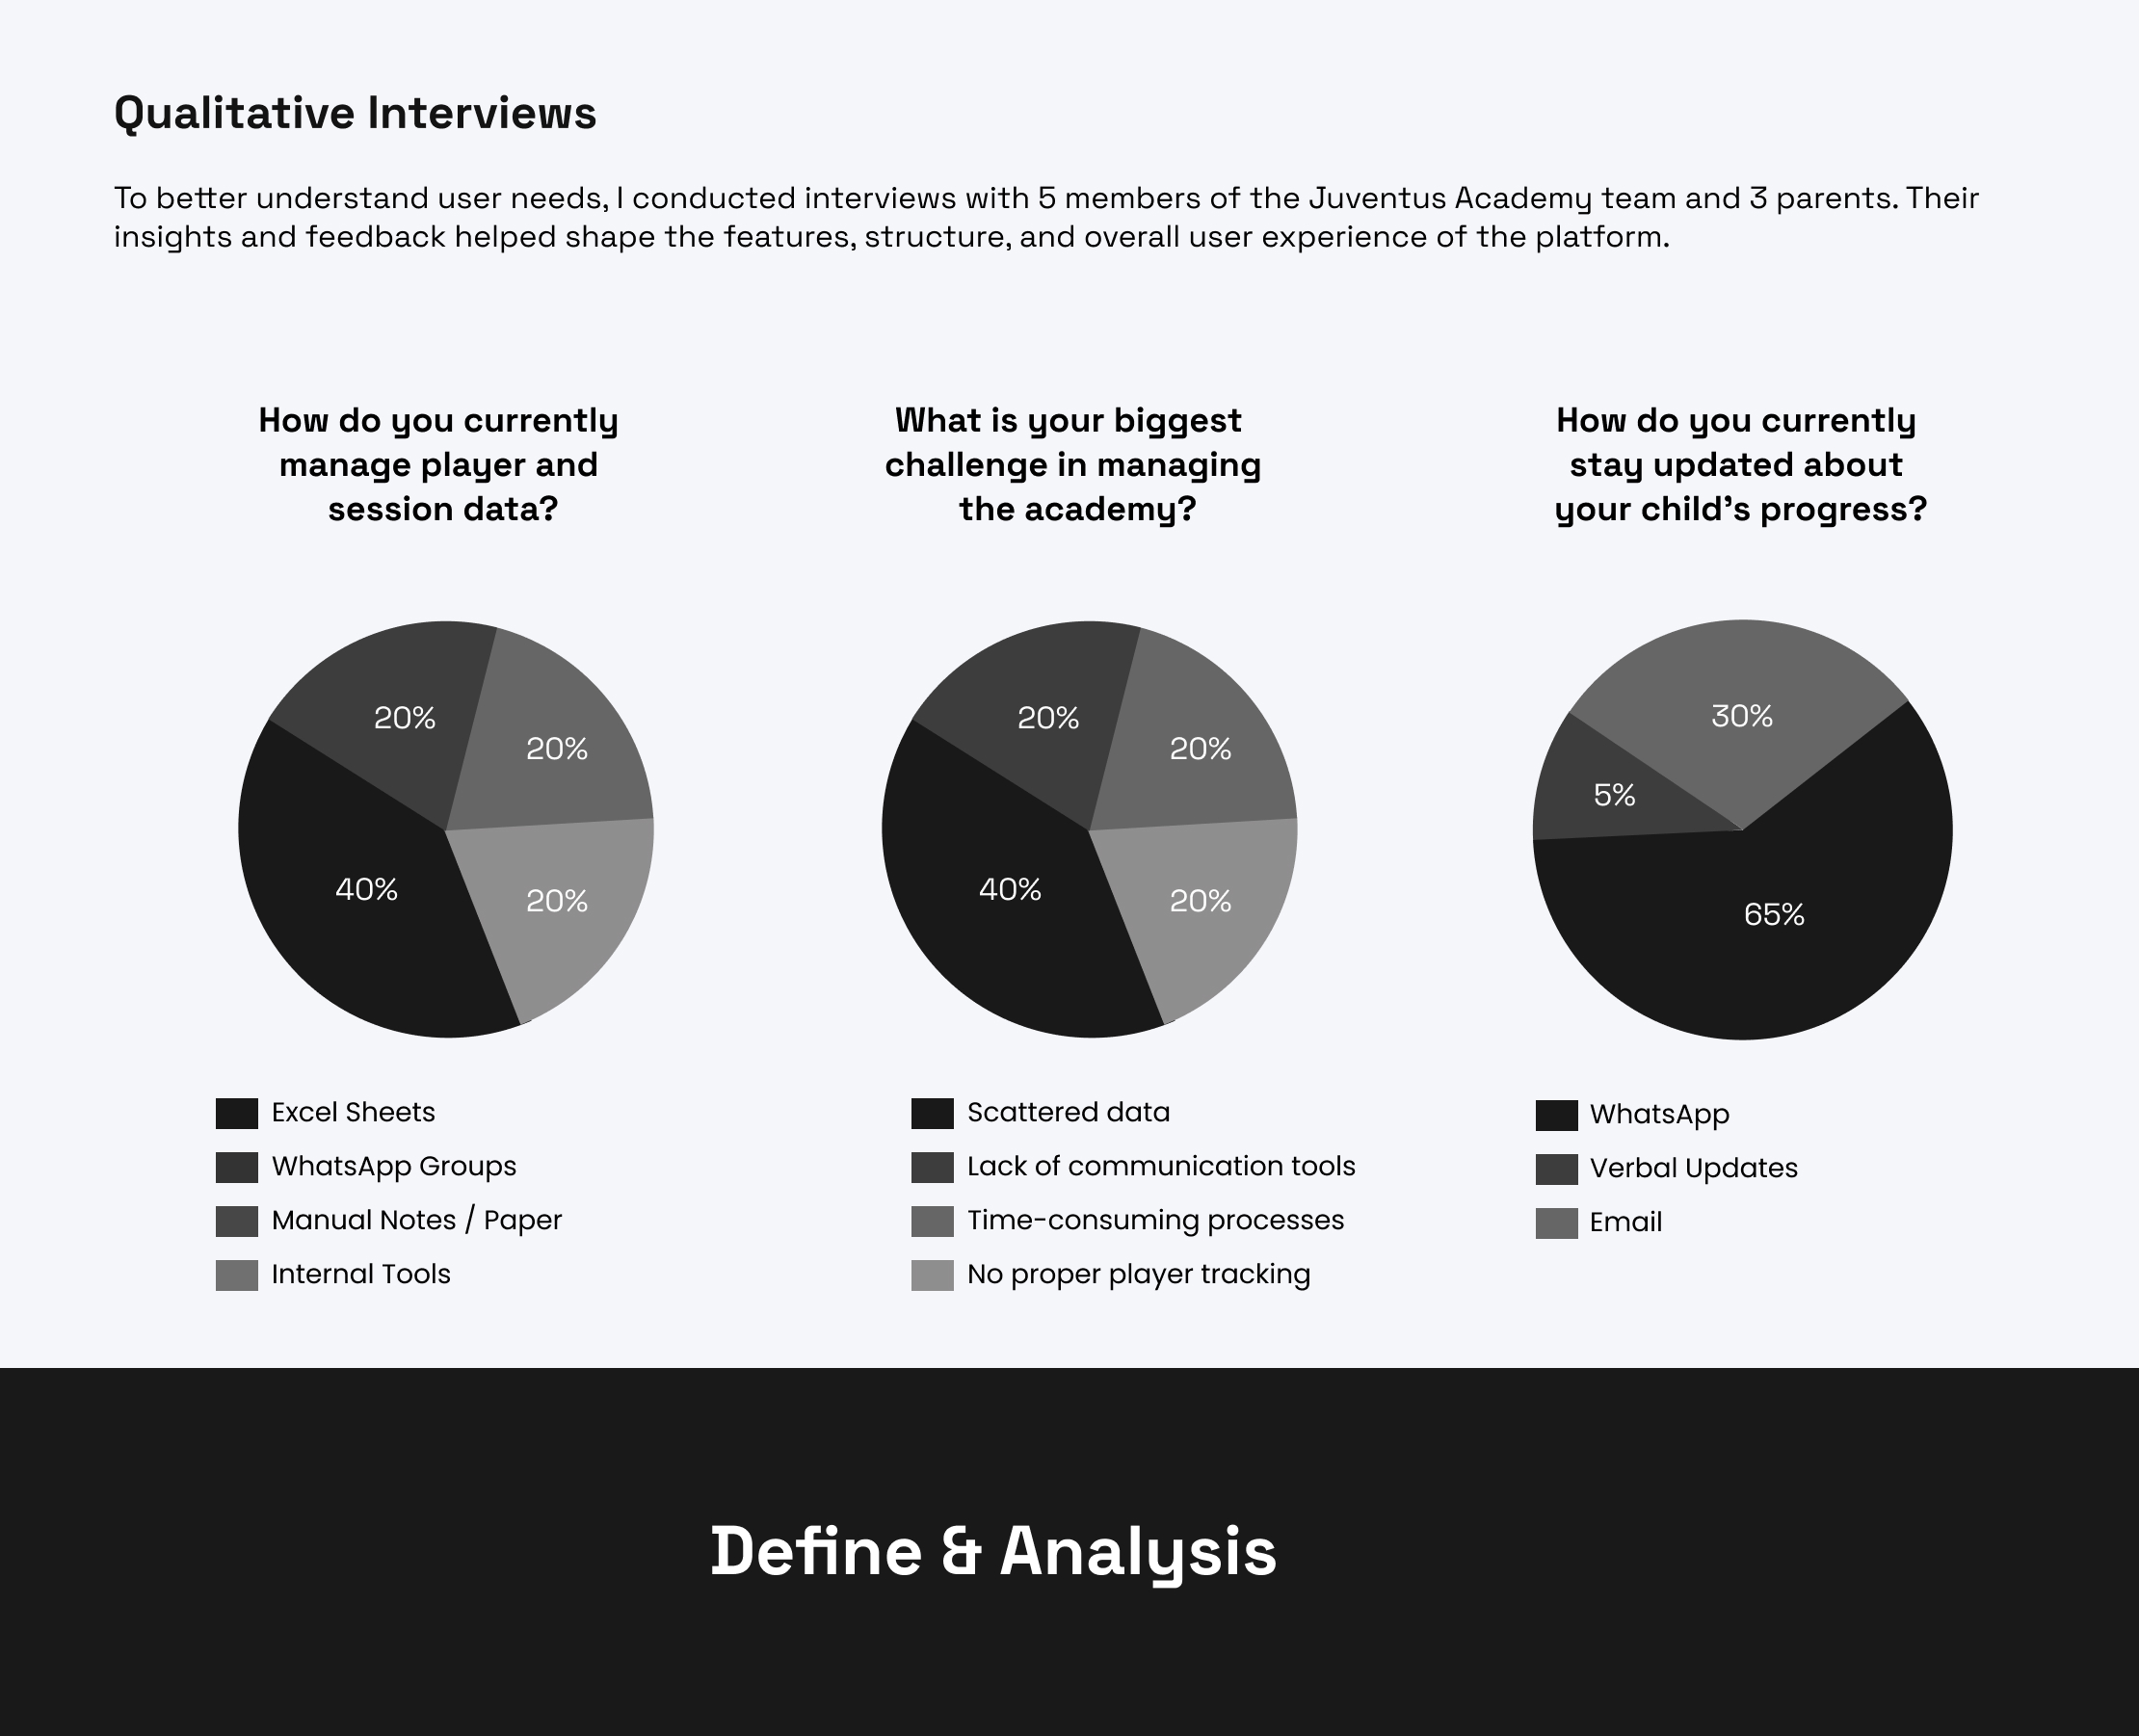 Qualitative Interviews
To better understand user needs, I conducted interviews with 5 members of the Juventus Academy team and 3 parents. Their
insights and feedback helped shape the features, structure, and overall user experience of the platform.
How do you currently
manage player and
session data?
20%
20%
40%
20%
Excel Sheets
WhatsApp Groups
Manual Notes / Paper
Internal Tools
What is your biggest
challenge in managing
the academy?
20%
20%
40%
20%
Scattered data
Lack of communication tools
Time-consuming processes
No proper player tracking
How do you currently
stay updated about
your child's progress?
30%
5%
65%
WhatsApp
Verbal Updates
Email
Define & Analysis